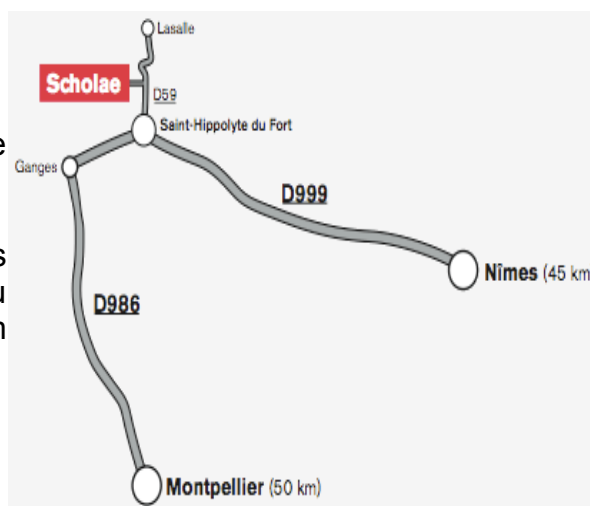 Lasalle
Scholae
D59
Saint-Hippolyte du Fort
e
Ganges
D999
s
Nîmes (45 km
u
D986
n
Montpellier (50 km)